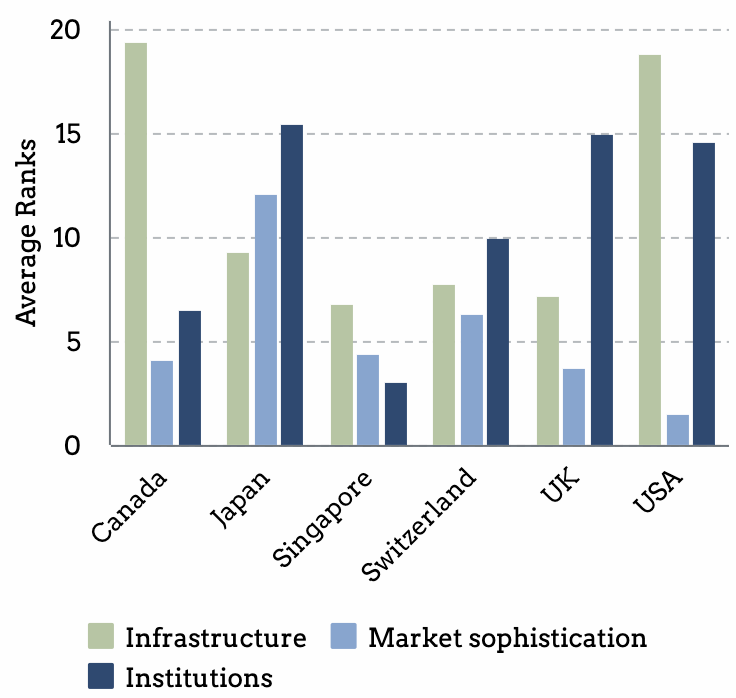 Average Ranks
20
15
10
5
0
Canada
Japan
Singapore
Switzerland
UK
USA
Infrastructure
Market sophistication
Institutions